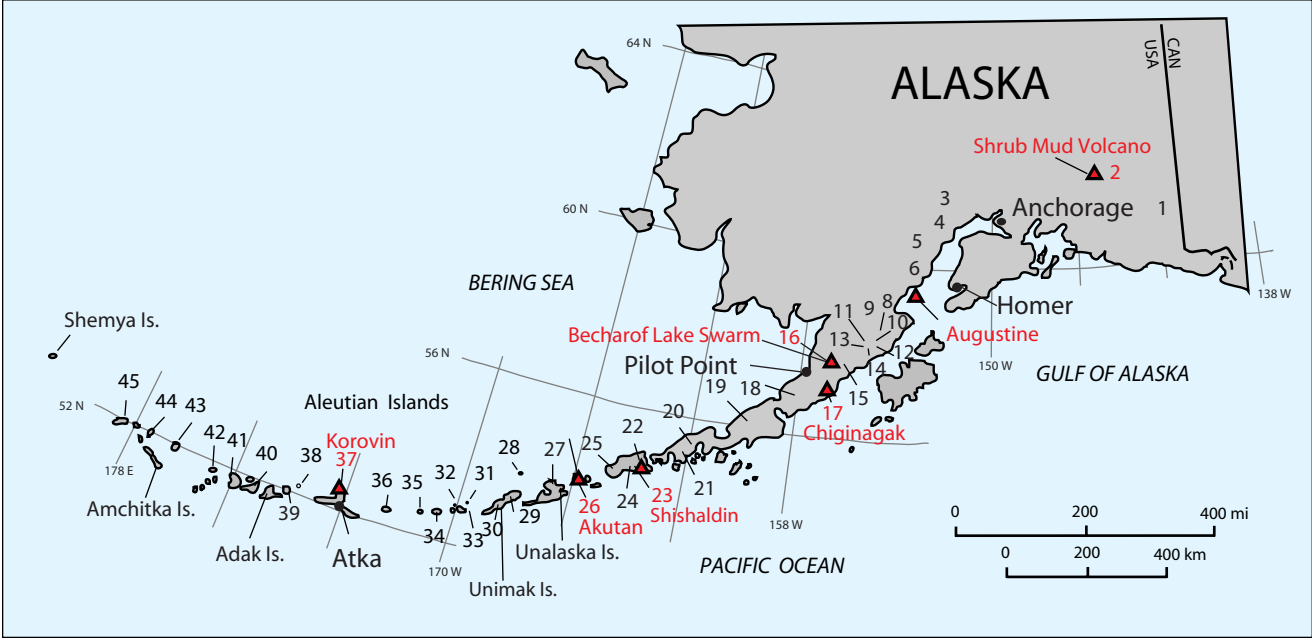 64 N
CAN
USA
ALASKA
Shrub Mud Volcano
2
3
Anchorage
1
60 N
4
5
6
BERING SEA
138 W
Homer
11
9
8
10
Augustine
Shemya Is.
Becharof Lake Swarm
16
13
12
56 N
Pilot Point
14
150 W
GULF OF ALASKA
45
19
18
15
52 N
44
43
Aleutian Islands
17
Chiginagak
20
22
Korovin
42
41
37
28
27
25
40
38
32
31
178 E
21
36
35
24
23
Shishaldin
26
Akutan
Amchitka Is.
39
29
30
158 W
0
200
400 mi
34
33
Adak Is.
Atka
Unalaska Is.
0
200
400 km
170 W
PACIFIC OCEAN
Unimak Is.